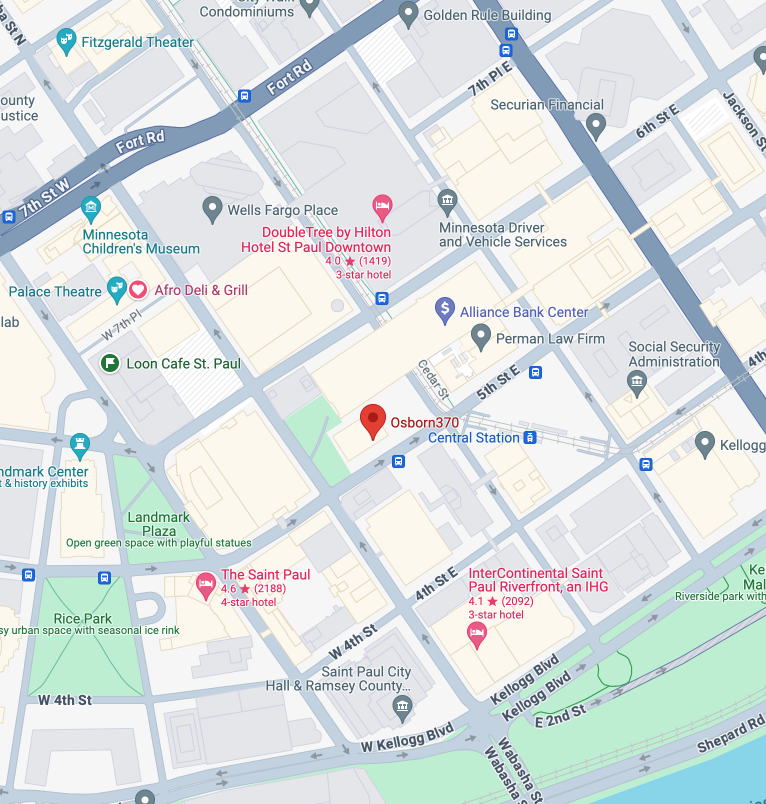 City Walk
Condominiums
Golden Rule Building
Fitzgerald Theater
Fort Rd
7th Pl E
Securian Financial
6th St E
Jackson St
ounty
ustice
Fort Rd
7th St W
Wells Fargo Place
Minnesota
Children's Museum
DoubleTree by Hilton
Hotel St Paul Downtown
4.0 ★ (1419)
3-star hotel
Minnesota Driver
and Vehicle Services
Palace Theatre
Afro Deli & Grill
W 7th Pl
lab
Alliance Bank Center
Perman Law Firm
Social Security
Administration
Loon Cafe St. Paul
Cedar St
5th St E
4th
Osborn370
Central Station
Kellogg
ndmark Center
t & history exhibits
Landmark
Plaza
Open green space with playful statues
The Saint Paul
4.6 ★ (2188)
4-star hotel
4th St E
InterContinental Saint
Paul Riverfront, an IHG
4.1 ★ (2092)
3-star hotel
Ke
Mal
Riverside park with
Rice Park
sy urban space with seasonal ice rink
W 4th St
Saint Paul City
Hall & Ramsey County...
W 4th St
Kellogg Blvd
Kellogg Blvd
E 2nd St
W Kellogg Blvd
Wabasha St
Wabasha St
Shepard Rd